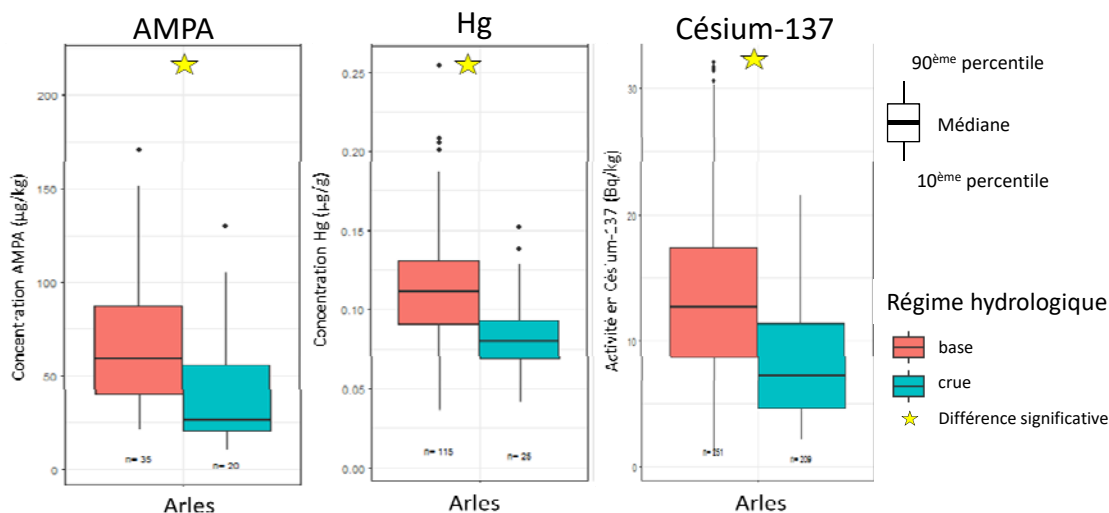 AMPA
Hg
Césium-137
Concentration AMPA (µg/kg)
200
150
100
50
0
n= 35
n= 20
Arles
Concentration Hg (µg/g)
0.25
0.20
0.15
0.10
0.05
0.00
n= 115
n= 25
Arles
Activité en Césium-137 (Bq/kg)
30
20
10
0
n= 209
Arles
90ème percentile
Médiane
10ème percentile
Régime hydrologique
base
crue
Différence significative